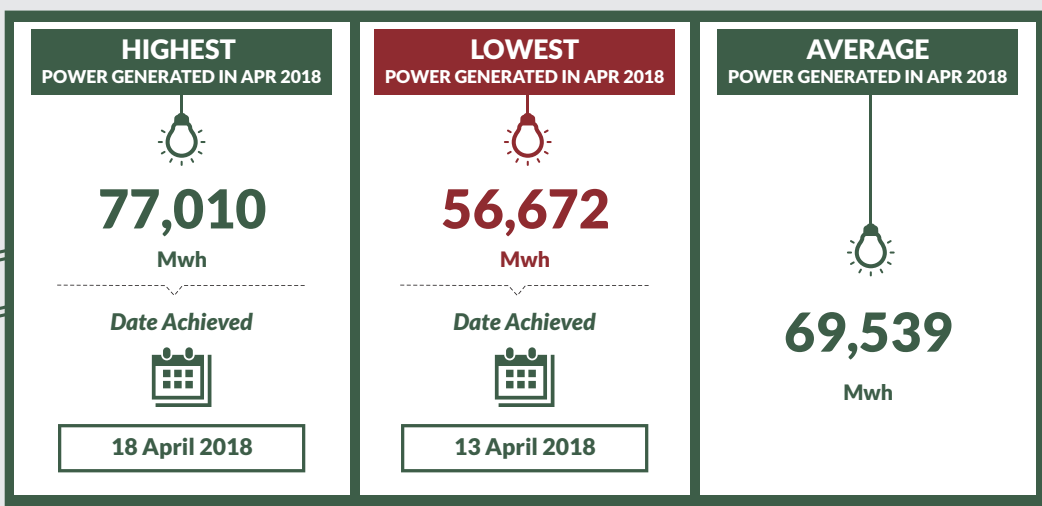 HIGHEST
POWER GENERATED IN APR 2018
77,010
Mwh
Date Achieved
18 April 2018
LOWEST
POWER GENERATED IN APR 2018
56,672
Mwh
Date Achieved
13 April 2018
AVERAGE
POWER GENERATED IN APR 2018
69,539
Mwh